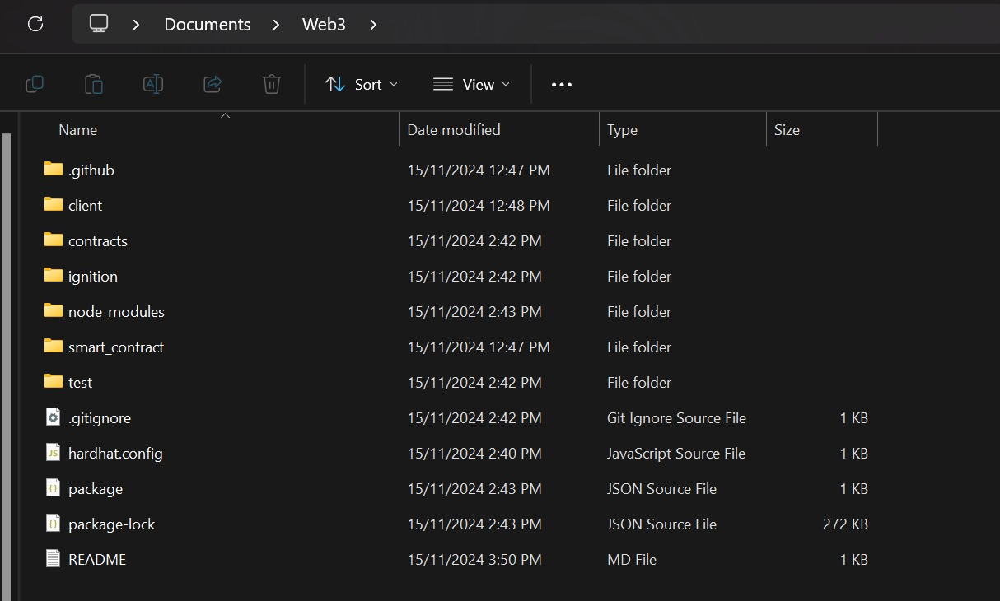 Documents > Web3 >
Sort View
Name Date modified Type Size
.github 15/11/2024 12:47 PM File folder
client 15/11/2024 12:48 PM File folder
contracts 15/11/2024 2:42 PM File folder
ignition 15/11/2024 2:42 PM File folder
node_modules 15/11/2024 2:43 PM File folder
smart_contract 15/11/2024 12:47 PM File folder
test 15/11/2024 2:42 PM File folder
.gitignore 15/11/2024 2:42 PM Git Ignore Source File 1 KB
JS hardhat.config 15/11/2024 2:40 PM JavaScript Source File 1 KB
package 15/11/2024 2:43 PM JSON Source File 1 KB
package-lock 15/11/2024 2:43 PM JSON Source File 272 KB
README 15/11/2024 3:50 PM MD File 1 KB